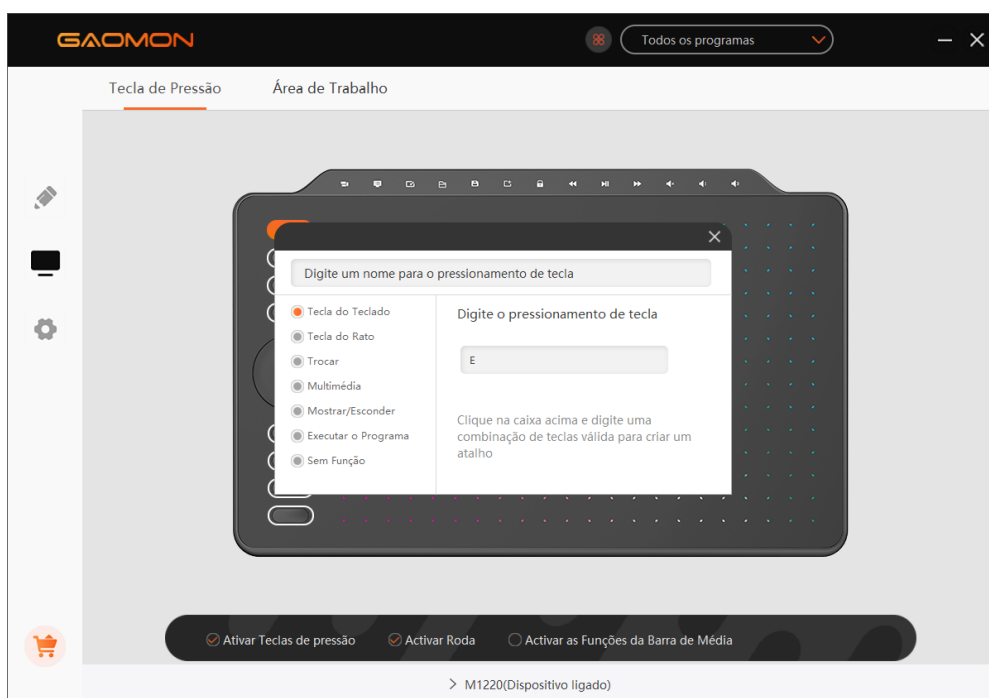 GAOMON
Todos os programas
Tecla de Pressão
Área de Trabalho
Digite um nome para o pressionamento de tecla
Tecla do Teclado
Tecla do Rato
Trocar
Multimédia
Mostrar/Esconder
Executar o Programa
Sem Função
Digite o pressionamento de tecla
E
Clique na caixa acima e digite uma
combinação de teclas válida para criar um
atalho
Ativar Teclas de pressão
Activar Roda
Activar as Funções da Barra de Média
M1220(Dispositivo ligado)